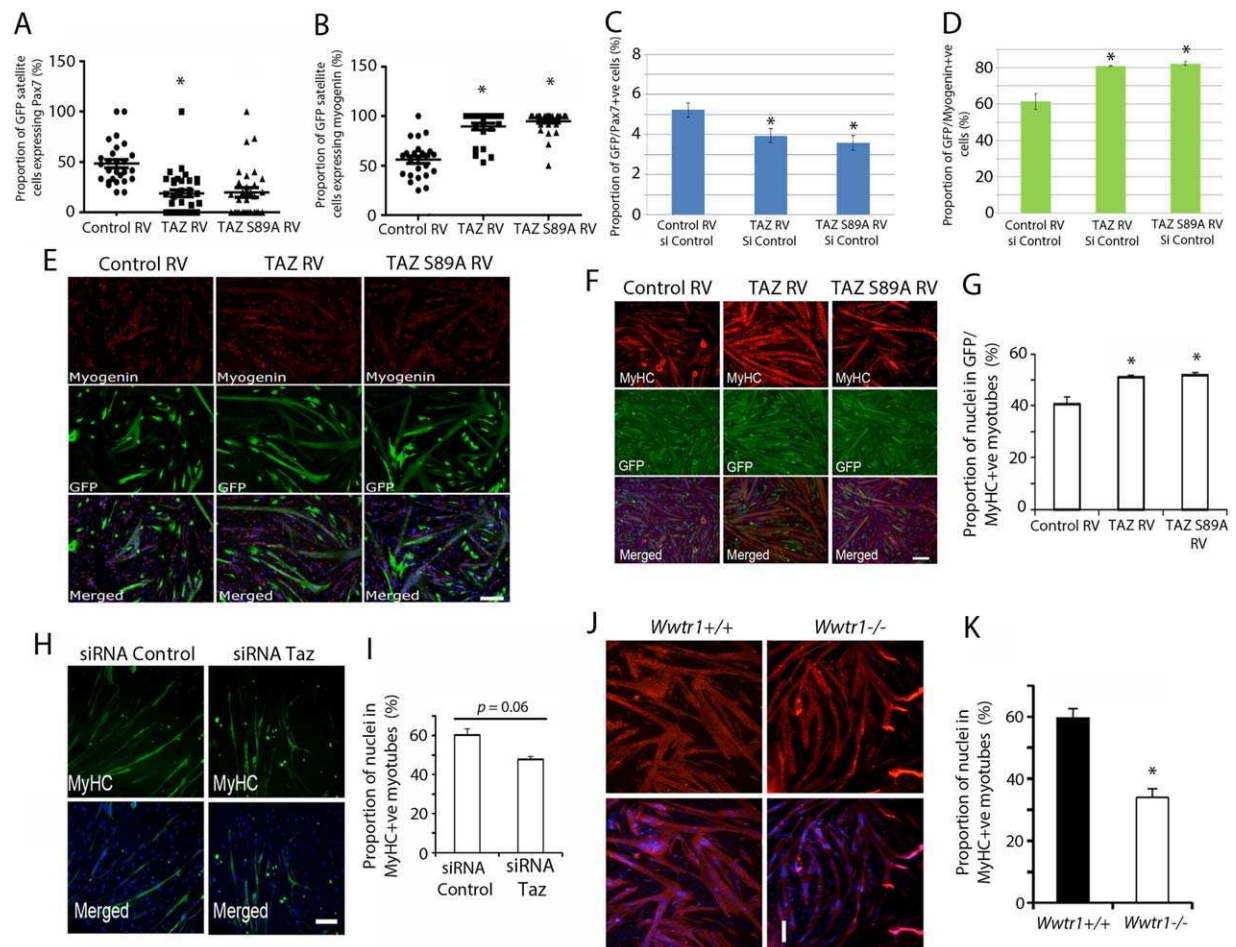 A
Proportion of GFP satellite
cells expressing Pax7 (%)
150
100
50
0
*
Control RV
TAZ RV
TAZ S89A RV
B
Proportion of GFP satellite
cells expressing myogenin (%)
150
100
50
0
*
*
Control RV
TAZ RV
TAZ S89A RV
C
Proportion of GFP/Pax7+ve cells (%)
8
6
4
2
0
*
*
Control RV
si Control
TAZ RV
Si Control
TAZ S89A RV
Si Control
D
Proportion of GFP/Myogenin+ve
cells (%)
80
60
40
20
0
*
*
Control RV
si Control
TAZ RV
Si Control
TAZ S89A RV
Si Control
E
Control RV
TAZ RV
TAZ S89A RV
Myogenin
Myogenin
Myogenin
GFP
GFP
GFP
Merged
Merged
Merged
F
Control RV
TAZ RV
TAZ S89A RV
MyHC
MyHC
MyHC
GFP
GFP
GFP
Merged
Merged
Merged
G
Proportion of nuclei in GFP/
MyHC+ve myotubes (%)
60
40
20
0
*
*
Control RV
TAZ RV
TAZ S89A
RV
H
siRNA Control
siRNA Taz
MyHC
MyHC
Merged
Merged
I
Proportion of nuclei in
MyHC+ve myotubes (%)
60
40
20
0
p = 0.06
siRNA
Control
siRNA
Taz
J
Wwtr1+/+
Wwtr1-/-
K
Proportion of nuclei in
MyHC+ve myotubes (%)
60
40
20
0
*
Wwtr1+/+
Wwtr1-/-